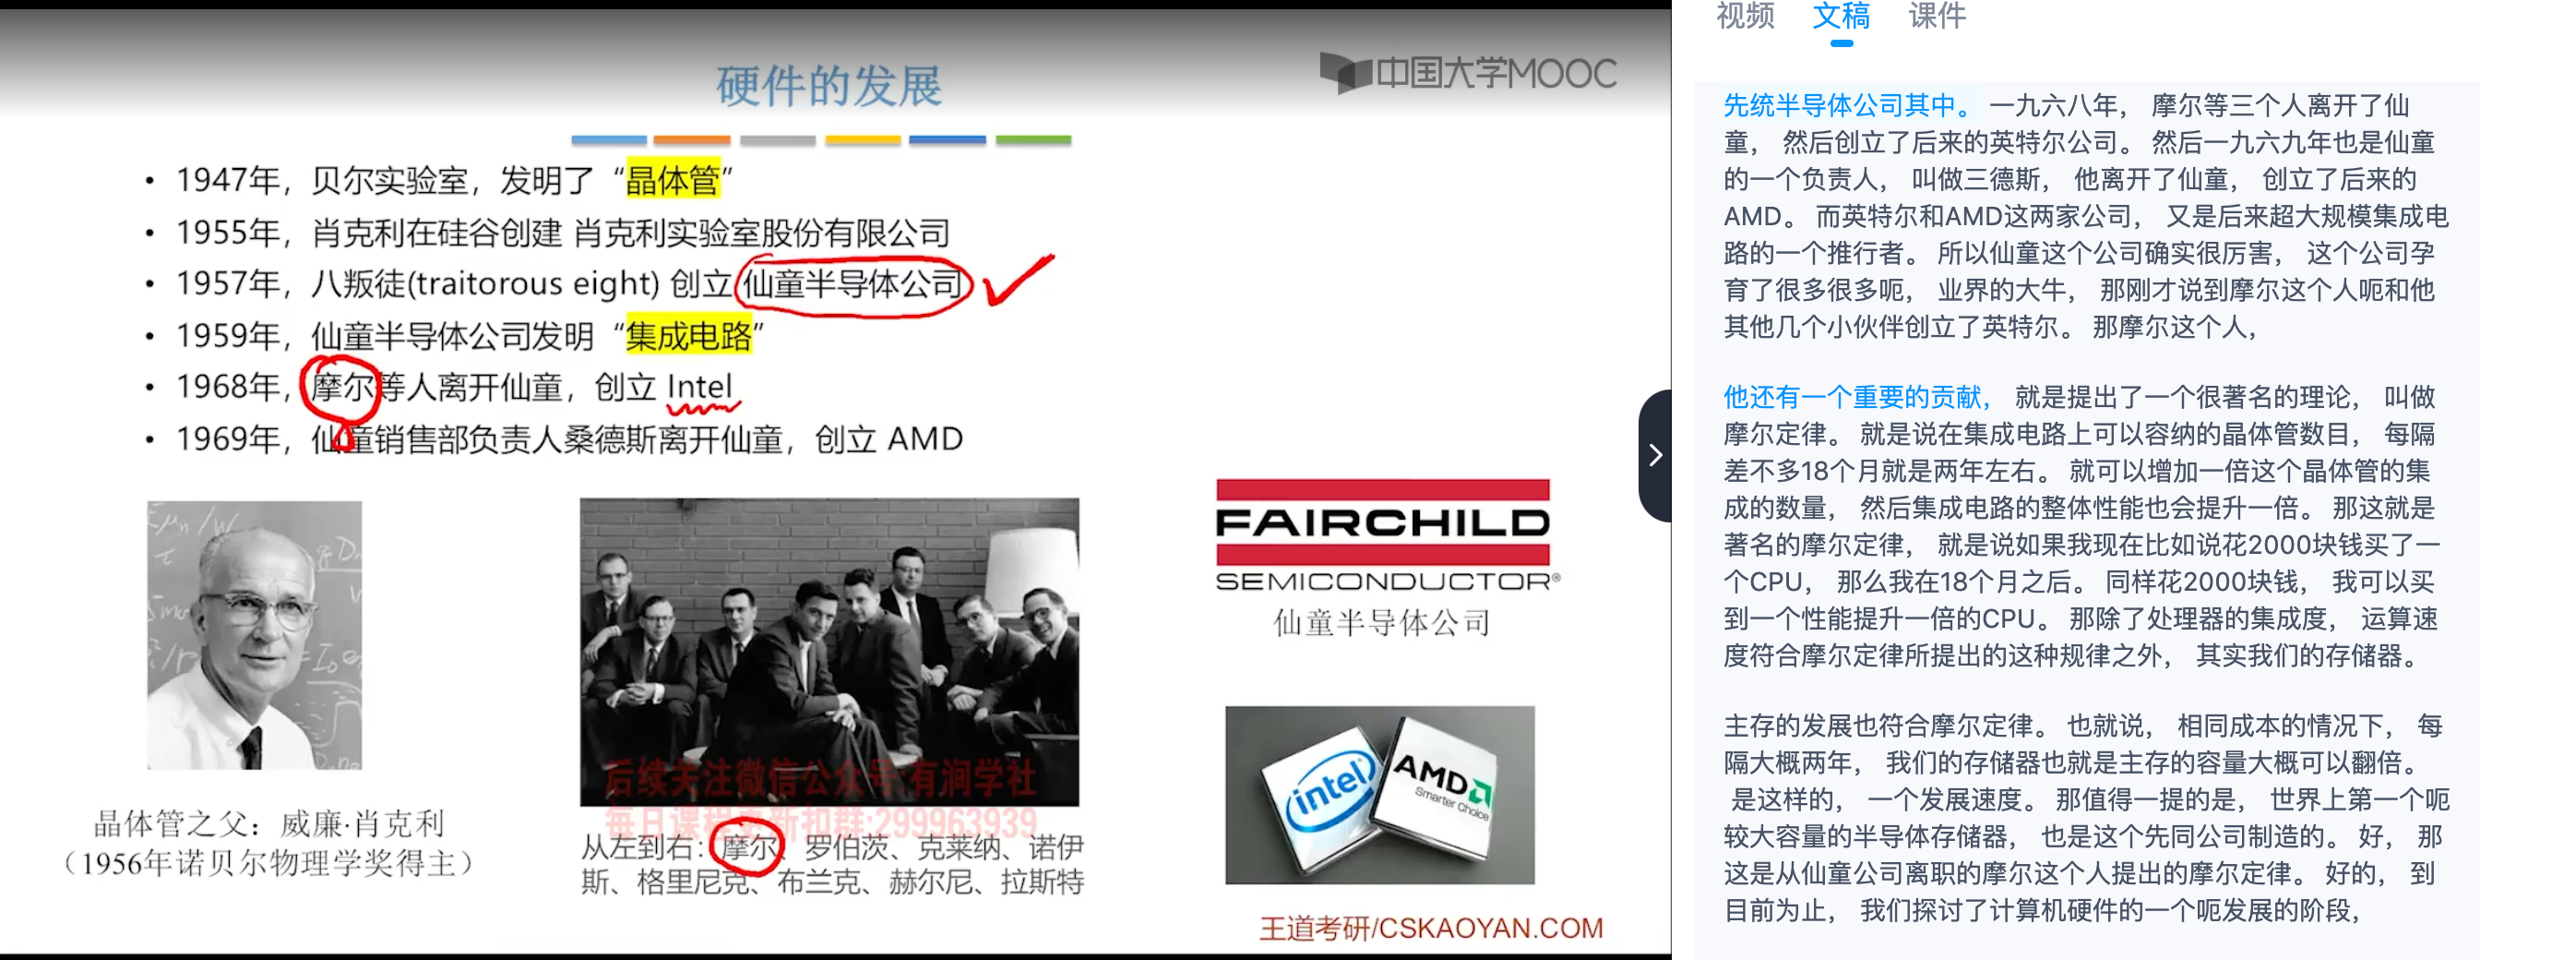 硬件的发展
中国大学MOOC
• 1947年，贝尔实验室，发明了“晶体管”
• 1955年，肖克利在硅谷创建 肖克利实验室股份有限公司
• 1957年，八叛徒(traitorous eight) 创立 仙童半导体公司
• 1959年，仙童半导体公司发明“集成电路”
• 1968年，摩尔等人离开仙童，创立 Intel
• 1969年，仙童销售部负责人桑德斯离开仙童，创立 AMD
晶体管之父：威廉·肖克利
（1956年诺贝尔物理学奖得主）
后续关注微信公众号:有涧学社
每日课程更新扣群:299963939
从左到右：摩尔、罗伯茨、克莱纳、诺伊
斯、格里尼克、布兰克、赫尔尼、拉斯特
FAIRCHILD
SEMICONDUCTOR®
仙童半导体公司
intel
AMD
Smarter Choice
王道考研/CSKAOYAN.COM
视频 文稿 课件
先统半导体公司其中。 一九六八年， 摩尔等三个人离开了仙
童， 然后创立了后来的英特尔公司。 然后一九六九年也是仙童
的一个负责人， 叫做三德斯， 他离开了仙童， 创立了后来的
AMD。 而英特尔和AMD这两家公司， 又是后来超大规模集成电
路的一个推行者。 所以仙童这个公司确实很厉害， 这个公司孕
育了很多很多呃， 业界的大牛， 那刚才说到摩尔这个人呃和他
其他几个小伙伴创立了英特尔。 那摩尔这个人，
他还有一个重要的贡献， 就是提出了一个很著名的理论， 叫做
摩尔定律。 就是说在集成电路上可以容纳的晶体管数目， 每隔
差不多18个月就是两年左右。 就可以增加一倍这个晶体管的集
成的数量， 然后集成电路的整体性能也会提升一倍。 那这就是
著名的摩尔定律， 就是说如果我现在比如说花2000块钱买了一
个CPU， 那么我在18个月之后。 同样花2000块钱， 我可以买
到一个性能提升一倍的CPU。 那除了处理器的集成度， 运算速
度符合摩尔定律所提出的这种规律之外， 其实我们的存储器。
主存的发展也符合摩尔定律。 也就说， 相同成本的情况下， 每
隔大概两年， 我们的存储器也就是主存的容量大概可以翻倍。
是这样的， 一个发展速度。 那值得一提的是， 世界上第一个呃
较大容量的半导体存储器， 也是这个先同公司制造的。 好， 那
这是从仙童公司离职的摩尔这个人提出的摩尔定律。 好的， 到
目前为止， 我们探讨了计算机硬件的一个呃发展的阶段，